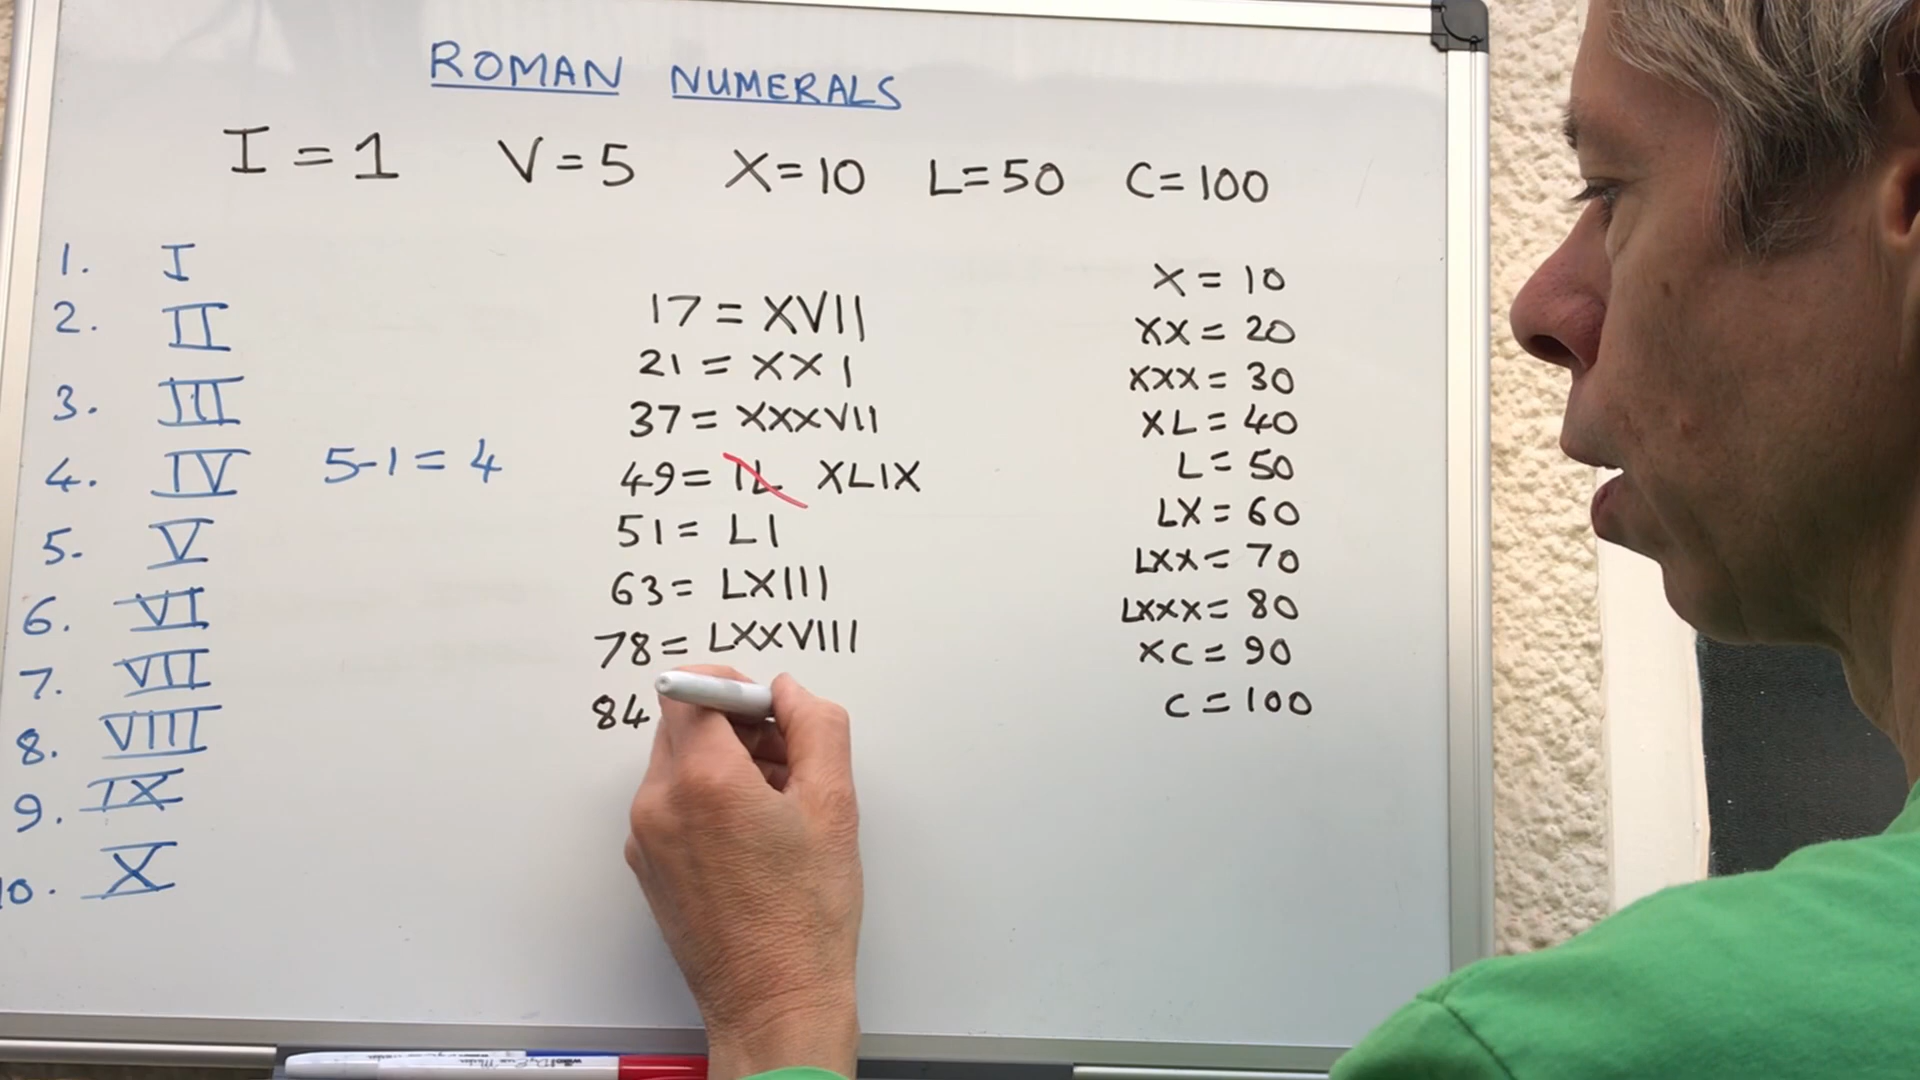 ROMAN NUMERALS
I = 1 V = 5 X = 10 L = 50 C = 100
1. I
2. II
3. III
4. IV 5-1 = 4
5. V
6. VI
7. VII
8. VIII
9. IX
10. X
17 = XVII
21 = XXI
37 = XXXVII
49 = IL XLIX
51 = LI
63 = LXIII
78 = LXXVIII
84
X = 10
XX = 20
XXX = 30
XL = 40
L = 50
LX = 60
LXX = 70
LXXX = 80
XC = 90
C = 100